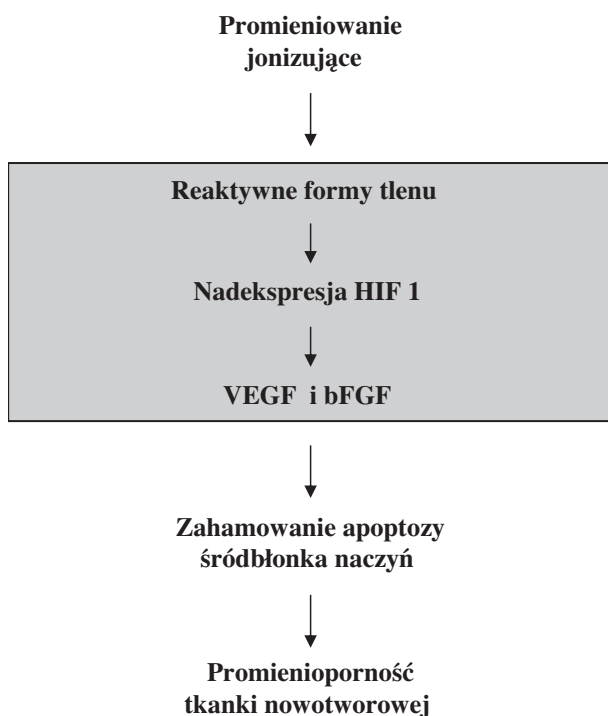 Promieniowanie
jonizujące
Reaktywne formy tlenu
Nadekspresja HIF 1
VEGF i bFGF
Zahamowanie apoptozy
śródbłonka naczyń
Promienioporność
tkanki nowotworowej